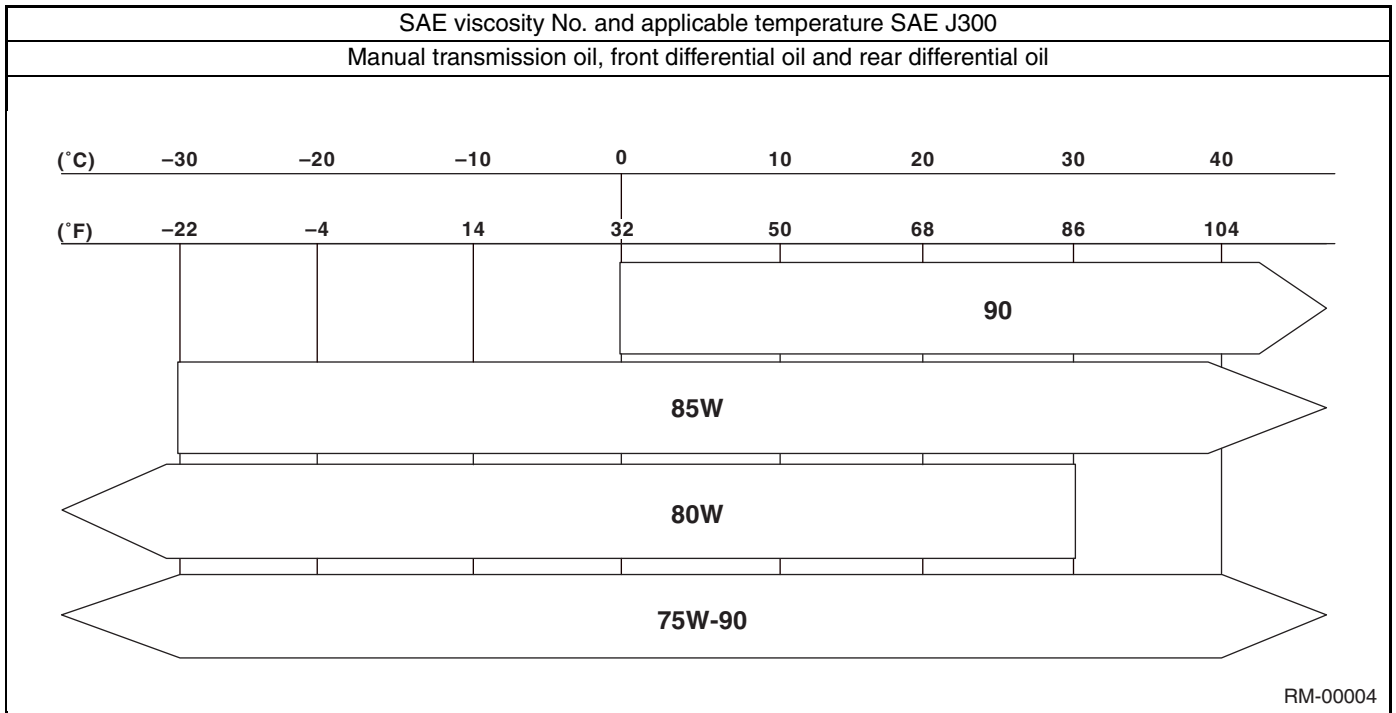 SAE viscosity No. and applicable temperature SAE J300
Manual transmission oil, front differential oil and rear differential oil
(˚C) –30 –20 –10 0 10 20 30 40
(˚F) –22 –4 14 32 50 68 86 104
90
85W
80W
75W-90
RM-00004